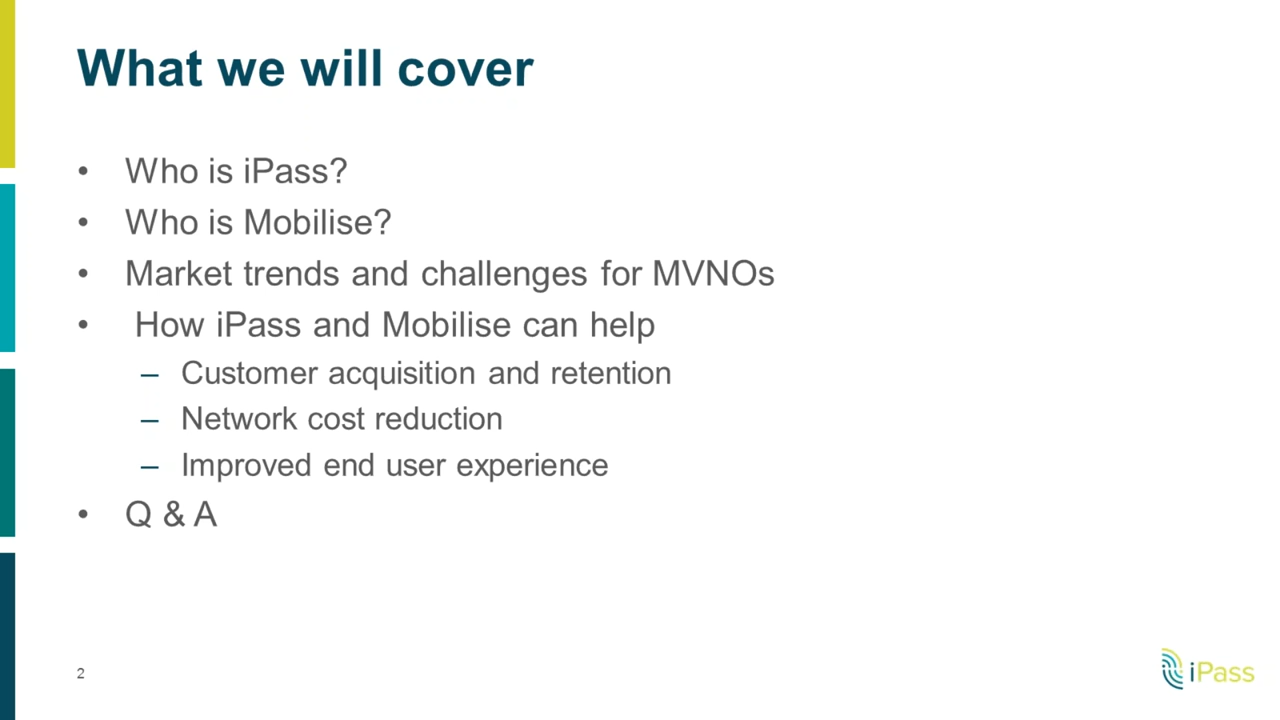 What we will cover
• Who is iPass?
• Who is Mobilise?
• Market trends and challenges for MVNOs
• How iPass and Mobilise can help
– Customer acquisition and retention
– Network cost reduction
– Improved end user experience
• Q & A
2
iPass